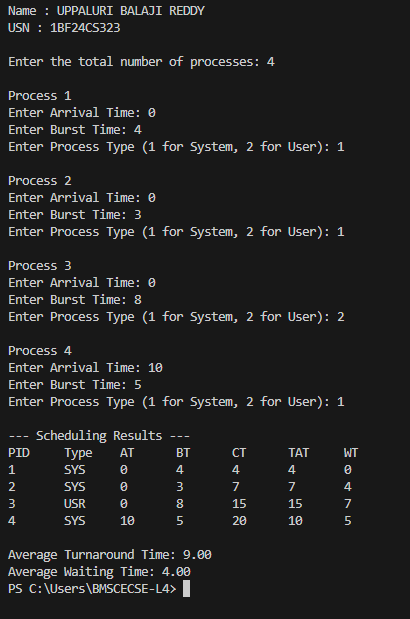 Name : UPPALURI BALAJI REDDY
USN : 1BF24CS323
Enter the total number of processes: 4
Process 1
Enter Arrival Time: 0
Enter Burst Time: 4
Enter Process Type (1 for System, 2 for User): 1
Process 2
Enter Arrival Time: 0
Enter Burst Time: 3
Enter Process Type (1 for System, 2 for User): 1
Process 3
Enter Arrival Time: 0
Enter Burst Time: 8
Enter Process Type (1 for System, 2 for User): 2
Process 4
Enter Arrival Time: 10
Enter Burst Time: 5
Enter Process Type (1 for System, 2 for User): 1
--- Scheduling Results ---
PID Type AT BT CT TAT WT
1 SYS 0 4 4 4 0
2 SYS 0 3 7 7 4
3 USR 0 8 15 15 7
4 SYS 10 5 20 10 5
Average Turnaround Time: 9.00
Average Waiting Time: 4.00
PS C:\Users\BMSCECSE-L4>